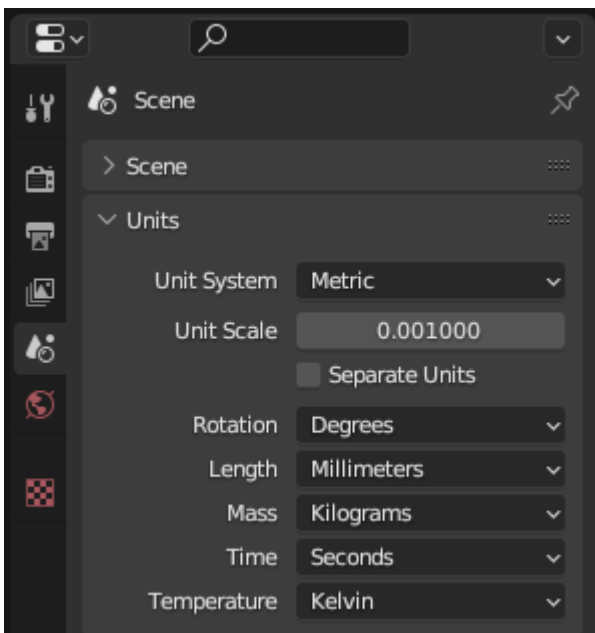 Scene
Scene
Units
Unit System Metric
Unit Scale 0.001000
Separate Units
Rotation Degrees
Length Millimeters
Mass Kilograms
Time Seconds
Temperature Kelvin